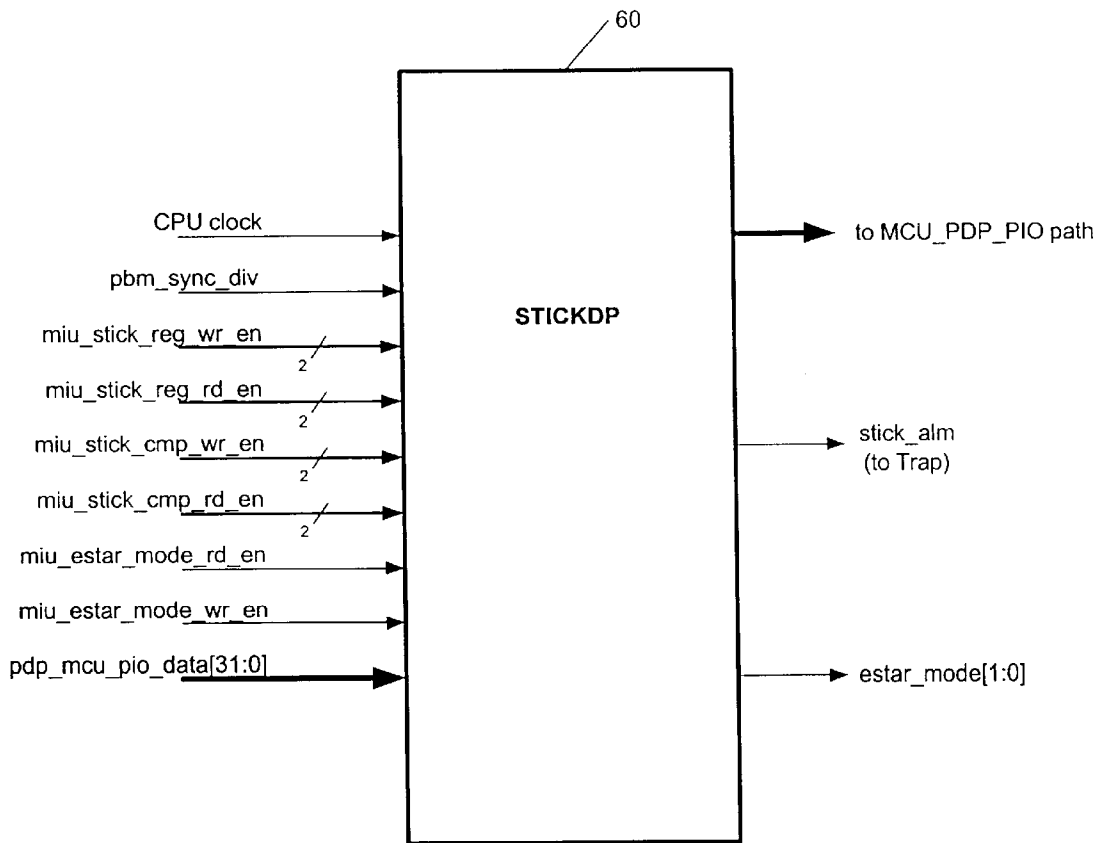 60
CPU clock
pbm_sync_div
miu_stick_reg_wr_en
2
miu_stick_reg_rd_en
2
miu_stick_cmp_wr_en
2
miu_stick_cmp_rd_en
2
miu_estar_mode_rd_en
miu_estar_mode_wr_en
pdp_mcu_pio_data[31:0]
STICKDP
to MCU_PDP_PIO path
stick_alm
(to Trap)
estar_mode[1:0]